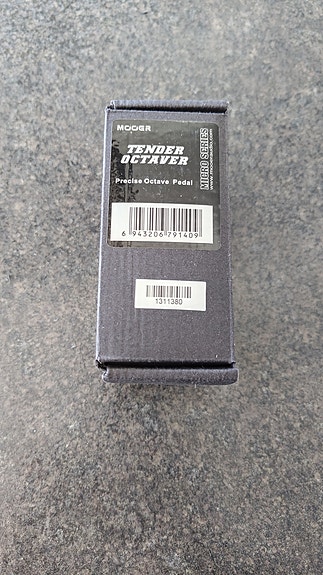 MOOER
TENDER
OCTAVER
Precise Octave Pedal
MICRO SERIES
www.mooeraudio.com
6 943206 791409
1311380